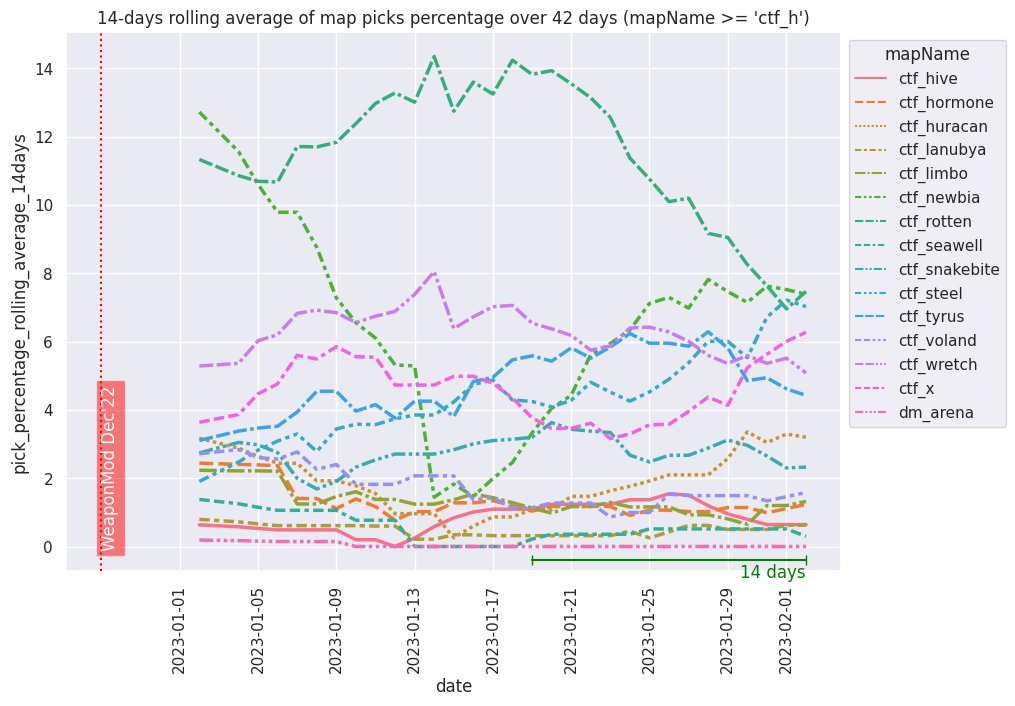 14-days rolling average of map picks percentage over 42 days (mapName >= 'ctf_h')
pick_percentage_rolling_average_14days
14
12
10
8
6
4
2
0
WeaponMod Dec'22
14 days
2023-01-01
2023-01-05
2023-01-09
2023-01-13
2023-01-17
2023-01-21
2023-01-25
2023-01-29
2023-02-01
date
mapName
ctf_hive
ctf_hormone
ctf_huracan
ctf_lanubya
ctf_limbo
ctf_newbia
ctf_rotten
ctf_seawell
ctf_snakebite
ctf_steel
ctf_tyrus
ctf_voland
ctf_wretch
ctf_x
dm_arena